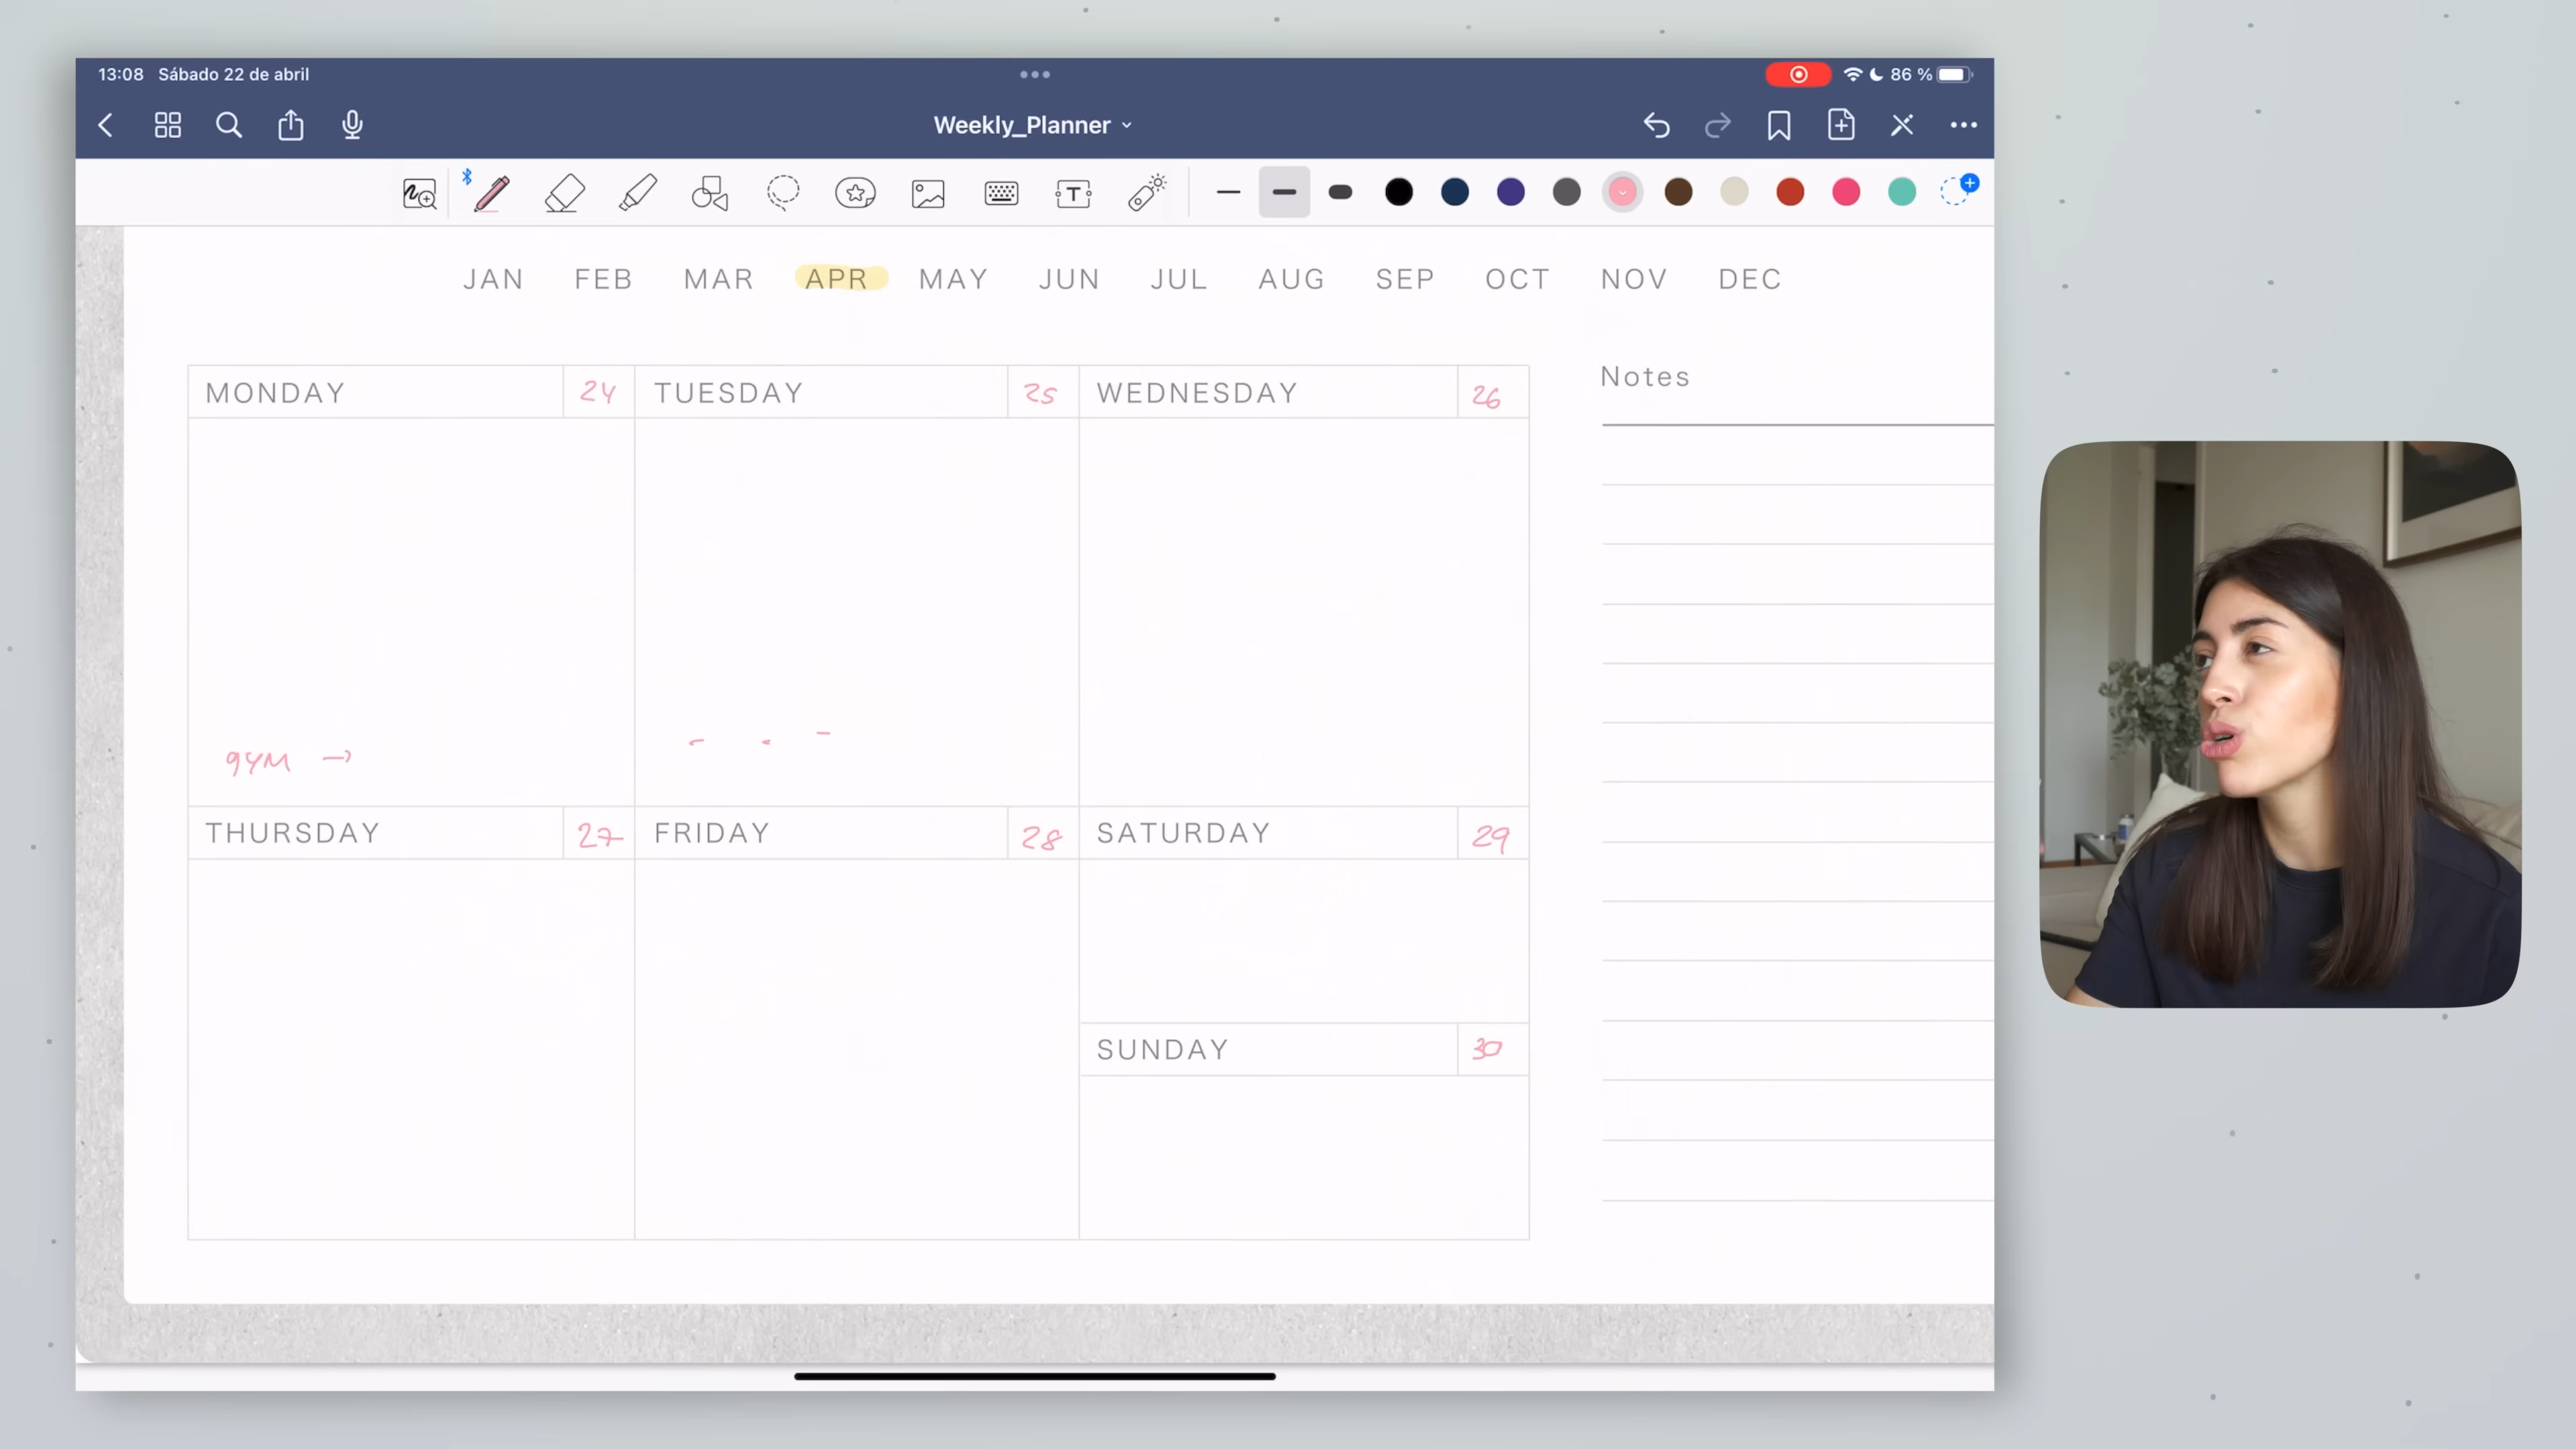 13:08 Sábado 22 de abril 86 %
Weekly_Planner
T
JAN FEB MAR APR MAY JUN JUL AUG SEP OCT NOV DEC
MONDAY 24 TUESDAY 25 WEDNESDAY 26
Notes
gYM →
THURSDAY 27 FRIDAY 28 SATURDAY 29
SUNDAY 30